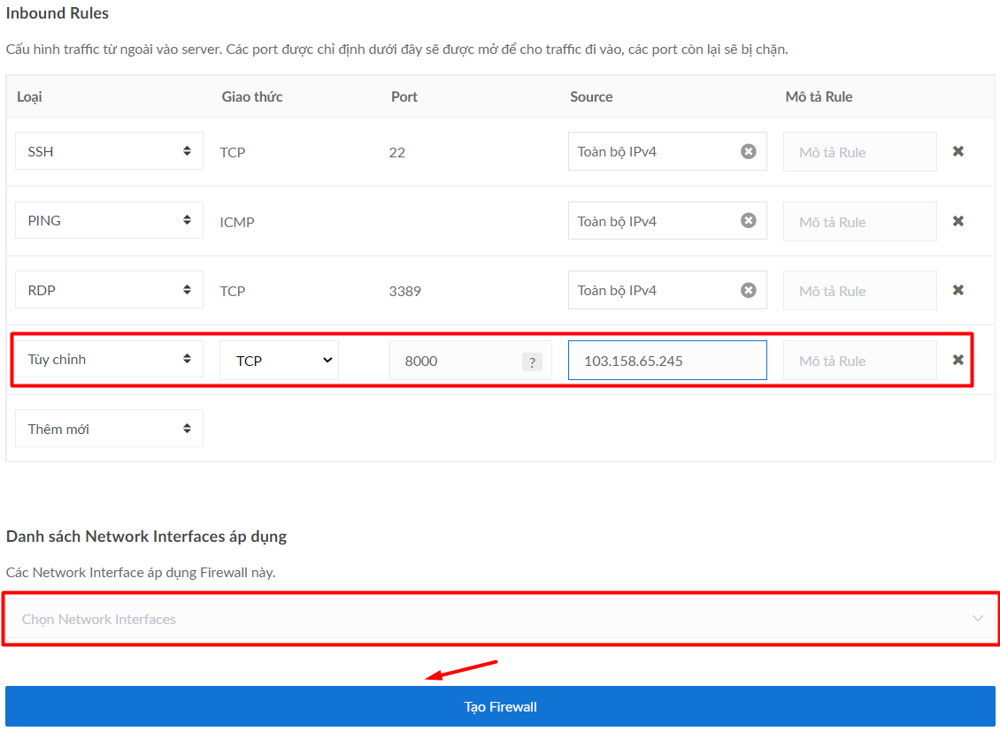 Inbound Rules
Cấu hình traffic từ ngoài vào server. Các port được chỉ định dưới đây sẽ được mở để cho traffic đi vào, các port còn lại sẽ bị chặn.
Loại Giao thức Port Source Mô tả Rule
SSH TCP 22 Toàn bộ IPv4 Mô tả Rule
PING ICMP Toàn bộ IPv4 Mô tả Rule
RDP TCP 3389 Toàn bộ IPv4 Mô tả Rule
Tùy chỉnh TCP 8000 ? 103.158.65.245 Mô tả Rule
Thêm mới
Danh sách Network Interfaces áp dụng
Các Network Interface áp dụng Firewall này.
Chọn Network Interfaces
Tạo Firewall